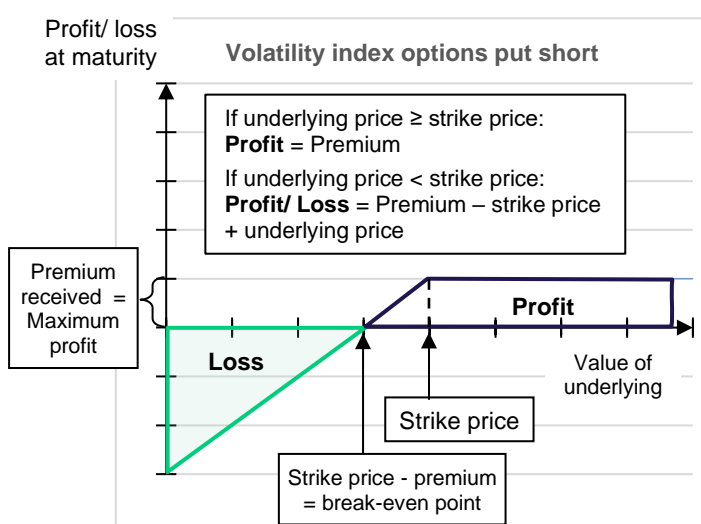 Profit/ loss
at maturity
Volatility index options put short
If underlying price ≥ strike price:
Profit = Premium
If underlying price < strike price:
Profit/ Loss = Premium – strike price
+ underlying price
Premium
received =
Maximum
profit
Profit
Loss
Value of
underlying
Strike price
Strike price - premium
= break-even point